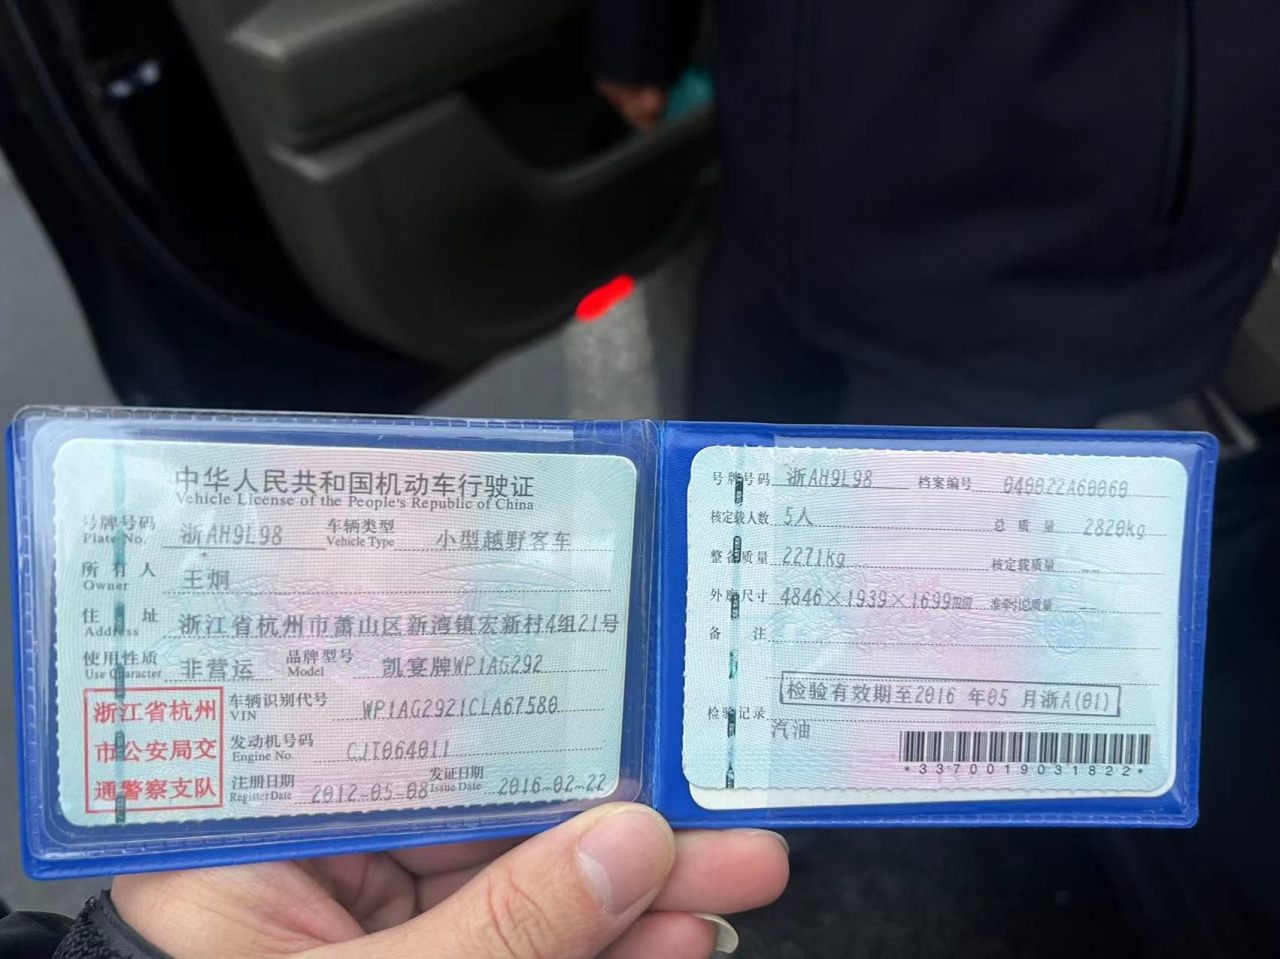 中华人民共和国机动车行驶证
Vehicle License of the People's Republic of China
号牌号码 浙AH9L98 车辆类型 小型越野客车
Plate No. Vehicle Type
所有人 王炯
Owner
住址 浙江省杭州市萧山区新湾镇宏新村4组21号
Address
使用性质 非营运 品牌型号 凯宴牌WP1AG292
Use Character Model
浙江省杭州
市公安局交
通警察支队
车辆识别代号 WP1AG2921CLA67580
VIN
发动机号码 CJT064011
Engine No.
注册日期 2012-05-08 发证日期 2016-02-22
Register Date Issue Date
号牌号码 浙AH9L98 档案编号 040022A60060
核定载人数 5人 总质量 2820kg
整备质量 2271kg 核定载质量 --
外廓尺寸 4846×1939×1699mm 准牵引总质量 --
备注
检验有效期至2016年05月浙A(01)
检验记录
汽油
*3370019031822*